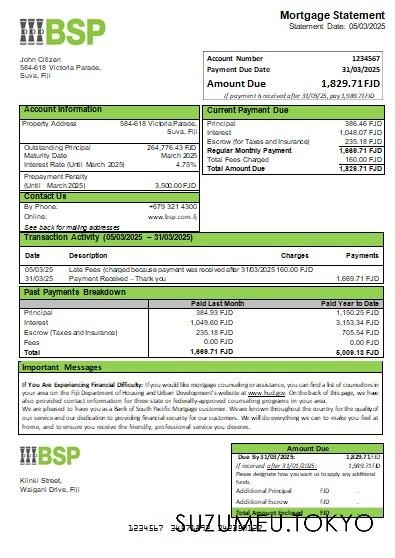 BSP
Mortgage Statement
Statement Date: 05/03/2025
John Citizen
584-618 Victoria Parade,
Suva, Fiji
Account Number 1234567
Payment Due Date 31/03/2025
Amount Due 1,829.71FJD
If payment is received after 31/03/25, pay 1,989.71FJD
Account Information
Property Address 584-618 Victoria Parade,
Suva, Fiji
Outstanding Principal 264,776.43 FJD
Maturity Date March 2025
Interest Rate (Until March 2025) 4.75%
Prepayment Penalty
(Until March 2025) 3,500.00 FJD
Contact Us
By Phone: +679 321 4300
Online: www.bsp.com.fj
See back for mailing addresses
Current Payment Due
Principal 386.46 FJD
Interest 1,048.07 FJD
Escrow (for Taxes and Insurance) 235.18 FJD
Regular Monthly Payment 1,669.71 FJD
Total Fees Charged 160.00 FJD
Total Amount Due 1,829.71 FJD
Transaction Activity (05/03/2025 – 31/03/2025)
Date Description Charges Payments
05/03/25 Late Fees (charged because payment was received after 31/03/2025 160.00 FJD
31/03/25 Payment Received – Thank you 1,669.71 FJD
Past Payments Breakdown
Paid Last Month Paid Year to Date
Principal 384.93 FJD 1,150.25 FJD
Interest 1,049.60 FJD 3,153.34 FJD
Escrow (Taxes and Insurance) 235.18 FJD 705.54 FJD
Fees 0.00 FJD 0.00 FJD
Total 1,669.71 FJD 5,009.13 FJD
Important Messages
If You Are Experiencing Financial Difficulty: If you would like mortgage counseling or assistance, you can find a list of counselors in
your area on the Fiji Department of Housing and Urban Development's website at www.hud.gov. On the back of this page, we have
also provided contact information for three state or federally-approved counseling programs in your area.
We are pleased to have you as a Bank of South Pacific Mortgage customer. We are known throughout the country for the quality of
our service and our dedication to providing financial security to our customers. We will do everything we can to make you feel at
home, and to ensure you receive the friendly, professional service you deserve.
BSP
Klinki Street,
Waigani Drive, Fiji
Amount Due
Due By 31/03/2025: 1,829.71FJD
If received after 31/01/2025: 1,989.71FJD
Please designate how you want us to apply any additional
funds.
Additional Principal FJD
Additional Escrow FJD
Total Amount Enclosed FJD
1234567
SUZUMEU.TOKYO